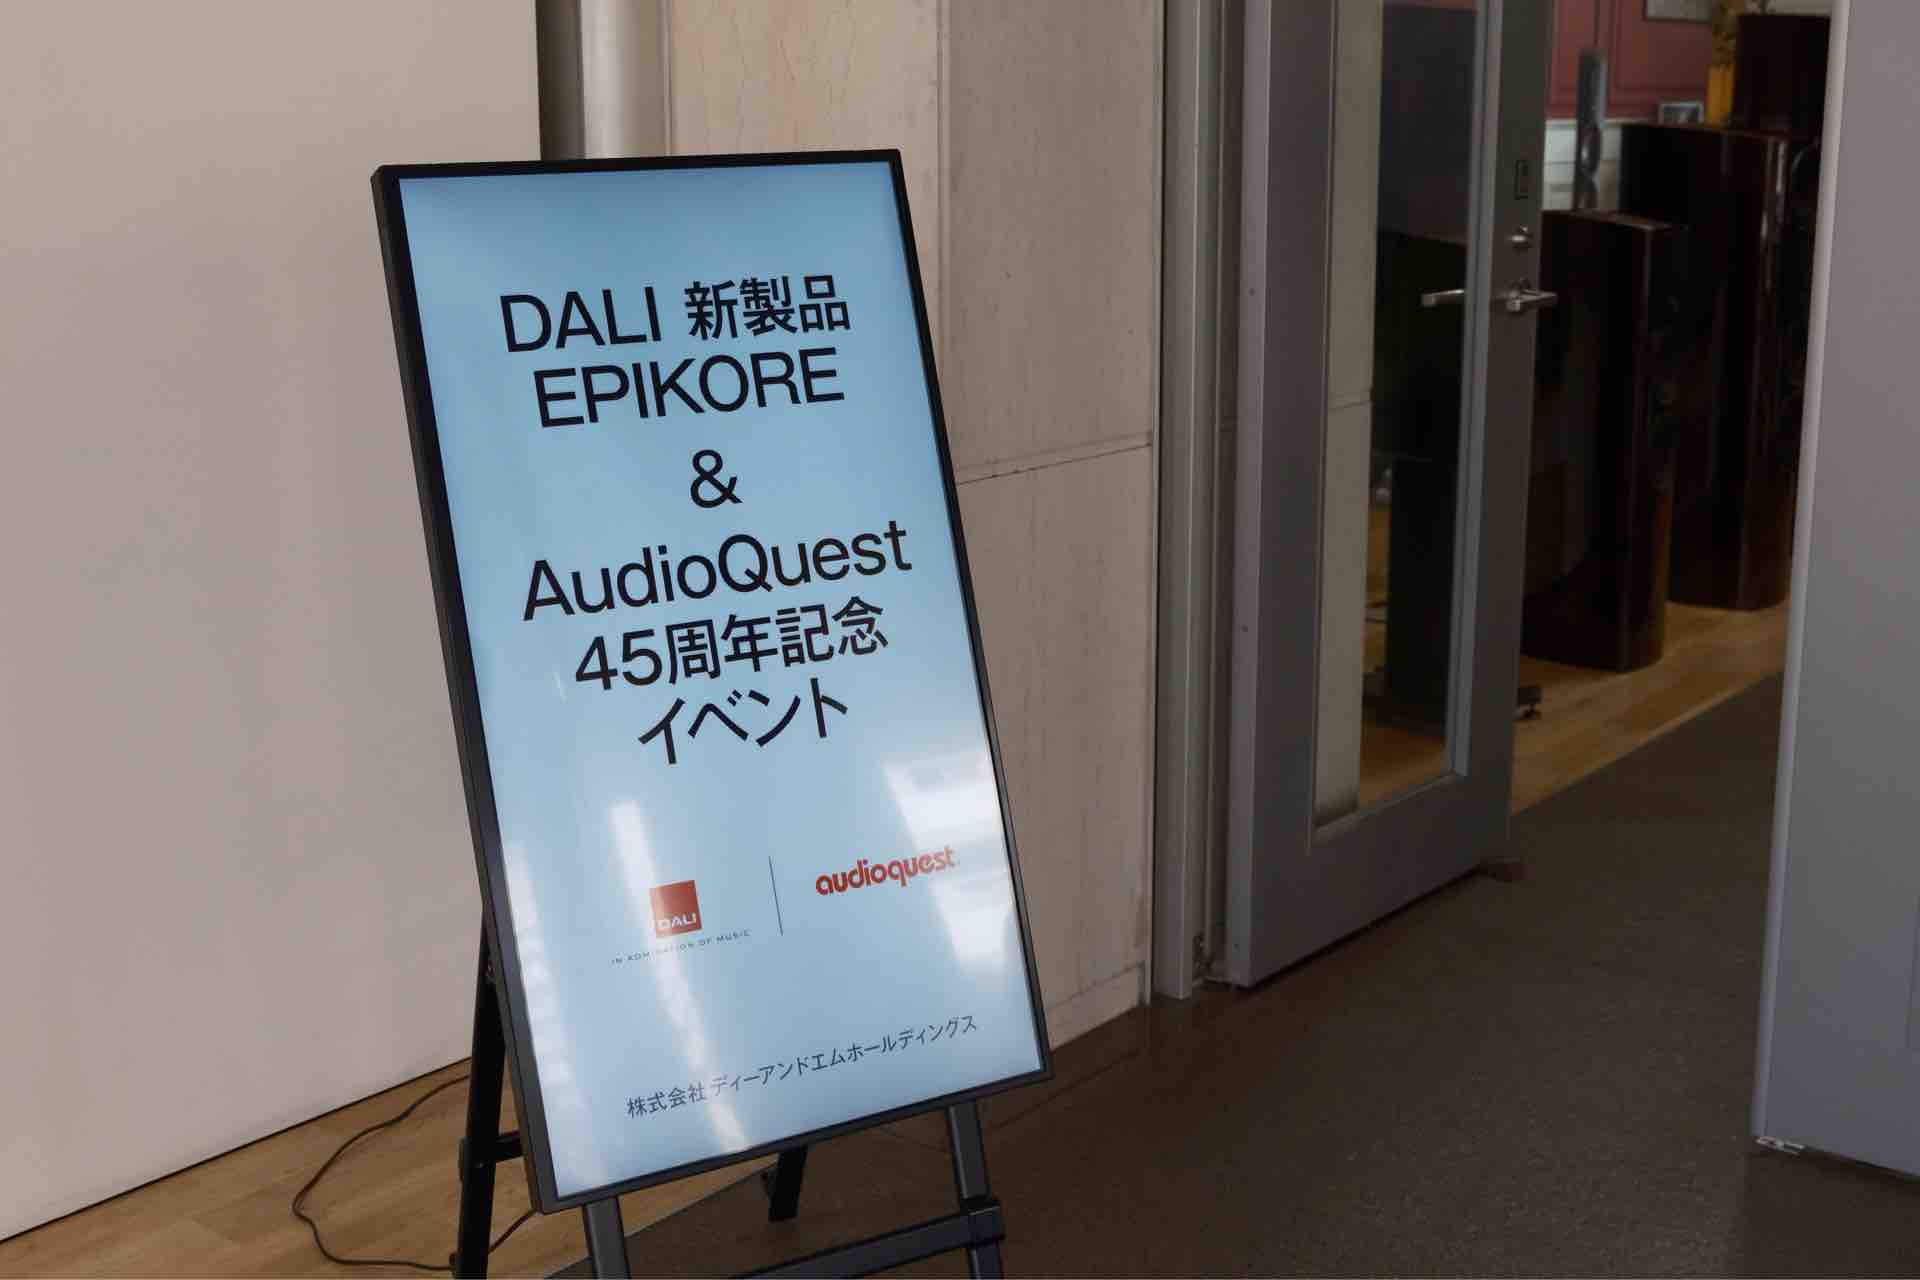 DALI 新製品
EPIKORE
&
AudioQuest
45周年記念
イベント
DALI
IN ADMIRATION OF MUSIC
audioquest
株式会社 ディーアンドエムホールディングス